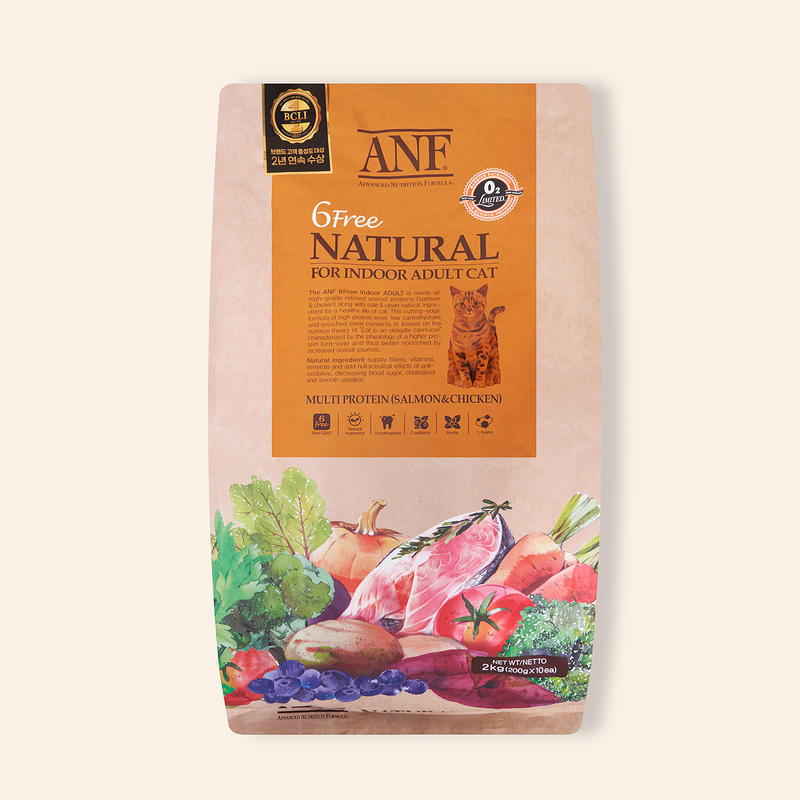 BCLI
2021
브랜드 고객 충성도 대상
2년 연속 수상
ANF®
ADVANCED NUTRITION FORMULA.
O2
LIMITED
6Free
NATURAL
FOR INDOOR ADULT CAT
The ANF 6Free Indoor ADULT is made of
high-grade refined animal proteins (salmon
& chicken) along with safe & clean natural ingre-
dient for a healthy life of cat. This cutting-edge
formula of high protein level, low carbohydrate
and enriched meat contents is based on the
nutrition theory of "Cat is an obligate carnivore"
characterized by the physiology of a higher pro-
tein turn-over and thus better nourished by
increased animal sources.
Natural Ingredient supply fibers, vitamins,
minerals and add nutraceutical effects of anti-
oxidative, decreasing blood sugar, cholesterol
and smooth urination.
MULTI PROTEIN (SALMON&CHICKEN)
6
Free
Non-GMO
Natural
Ingredient
Pyrophosphate
Cranberry
Herbs
L-lysine
NET WT/NETTO
2kg (200g X 10ea)
ADVANCED NUTRITION FORMULA.